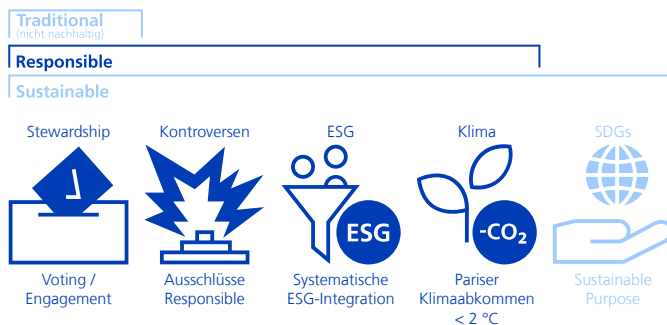 Traditional
(nicht nachhaltig)
Responsible
Sustainable
Stewardship
Kontroversen
ESG
Klima
SDGs
ESG
-CO₂
Voting /
Engagement
Ausschlüsse
Responsible
Systematische
ESG-Integration
Pariser
Klimaabkommen
< 2 °C
Sustainable
Purpose